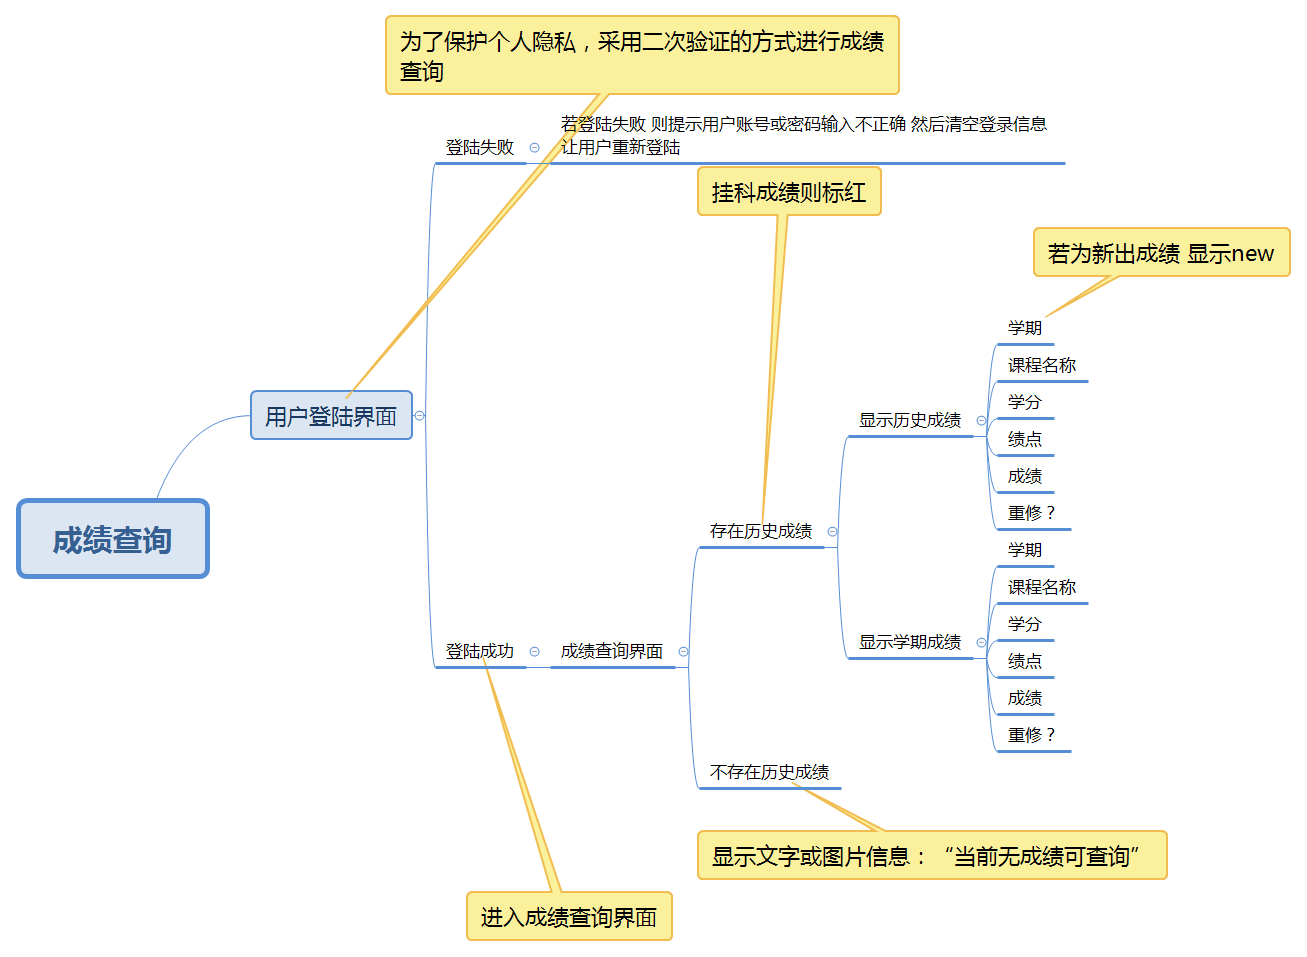 为了保护个人隐私，采用二次验证的方式进行成绩
查询
若登陆失败 则提示用户账号或密码输入不正确 然后清空登录信息
让用户重新登陆
登陆失败
挂科成绩则标红
若为新出成绩 显示new
学期
课程名称
学分
绩点
成绩
重修？
显示历史成绩
用户登陆界面
成绩查询
存在历史成绩
学期
课程名称
学分
绩点
成绩
重修？
显示学期成绩
登陆成功
成绩查询界面
不存在历史成绩
显示文字或图片信息：“当前无成绩可查询”
进入成绩查询界面